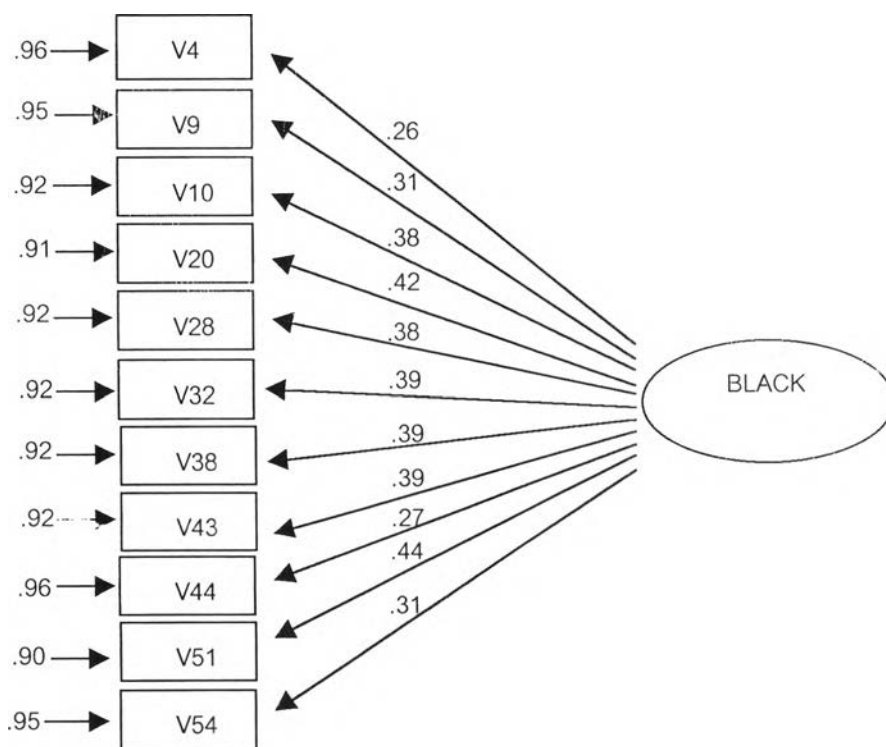 .96 V4
.95 V9
.26
.31
.92 V10
.38
.91 V20
.42
.92 V28
.38
.92 V32
.39
BLACK
.92 V38
.39
.39
.92 V43
.27
.44
.96 V44
.31
.90 V51
.95 V54